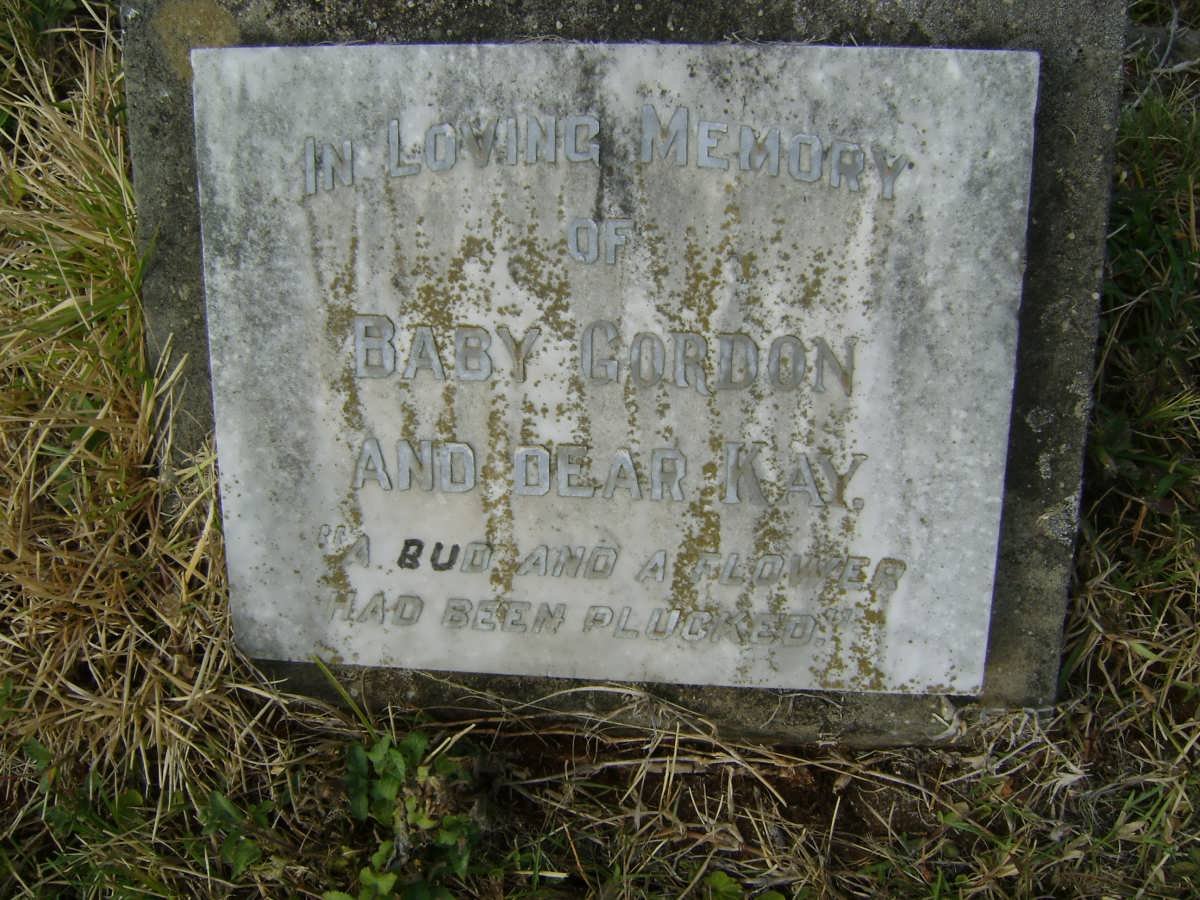 IN LOVING MEMORY
OF
BABY GORDON
AND DEAR KAY.
"A BUD AND A FLOWER
HAD BEEN PLUCKED."